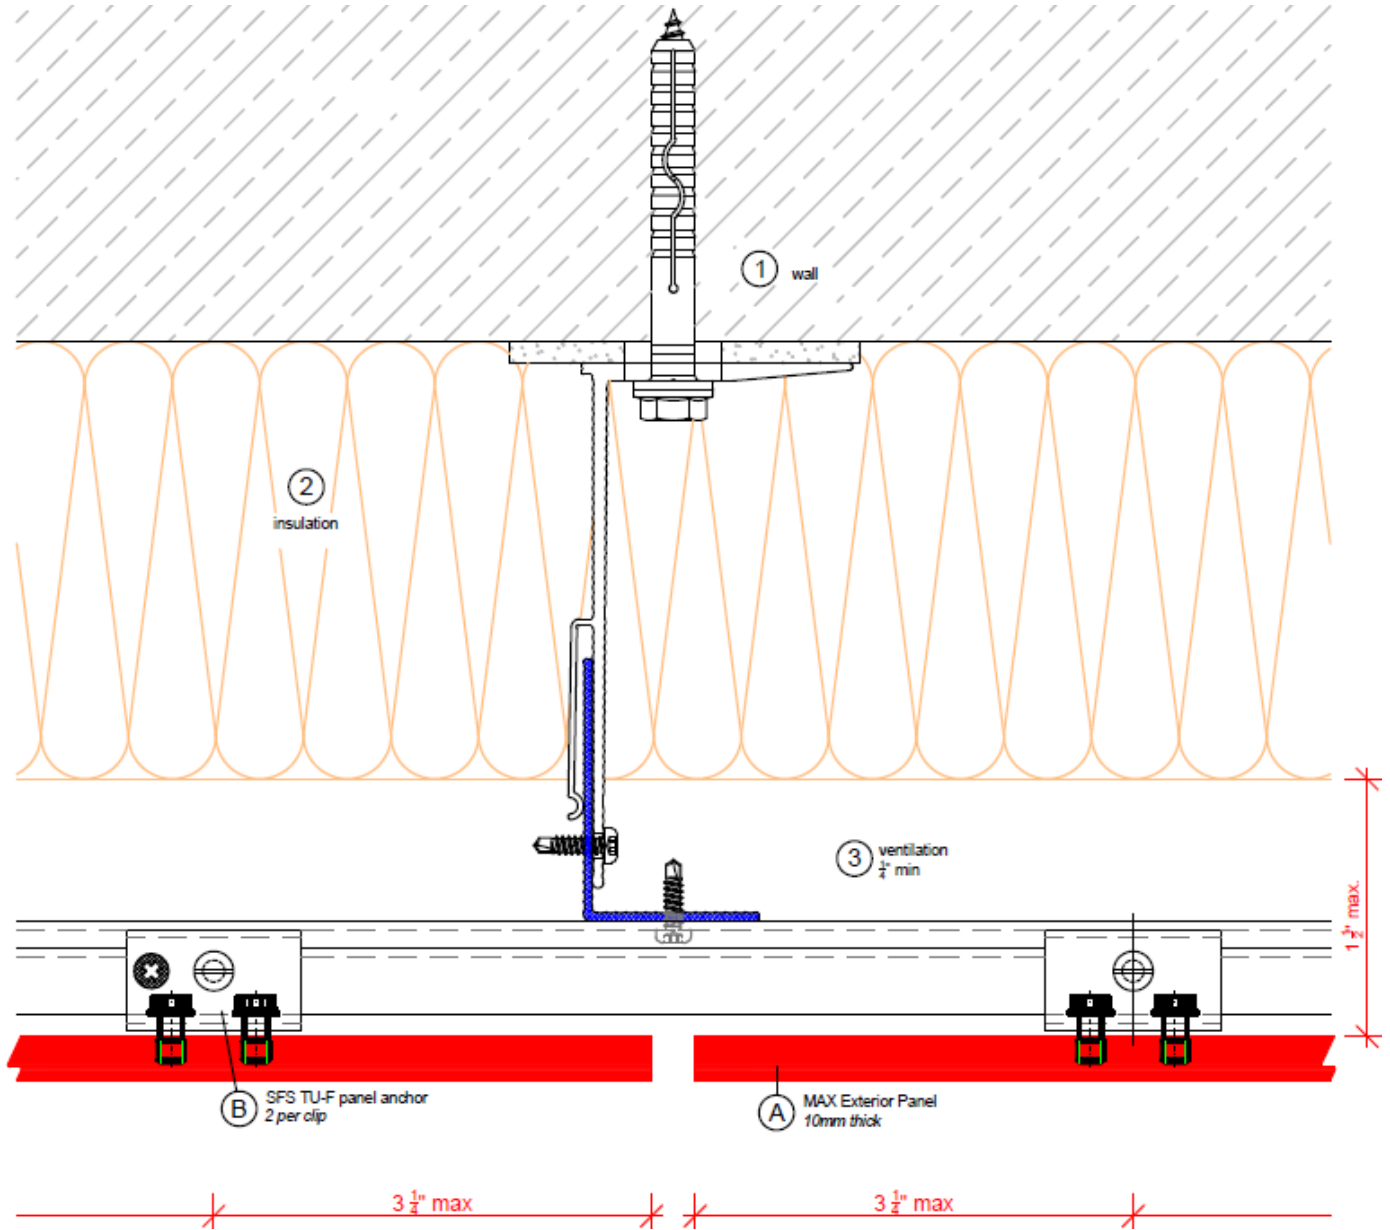 1 wall
2
insulation
3 ventilation
1/4" min
1 1/2" max.
B SFS TU-F panel anchor
2 per clip
A MAX Exterior Panel
10mm thick
3 1/4" max
3 1/4" max